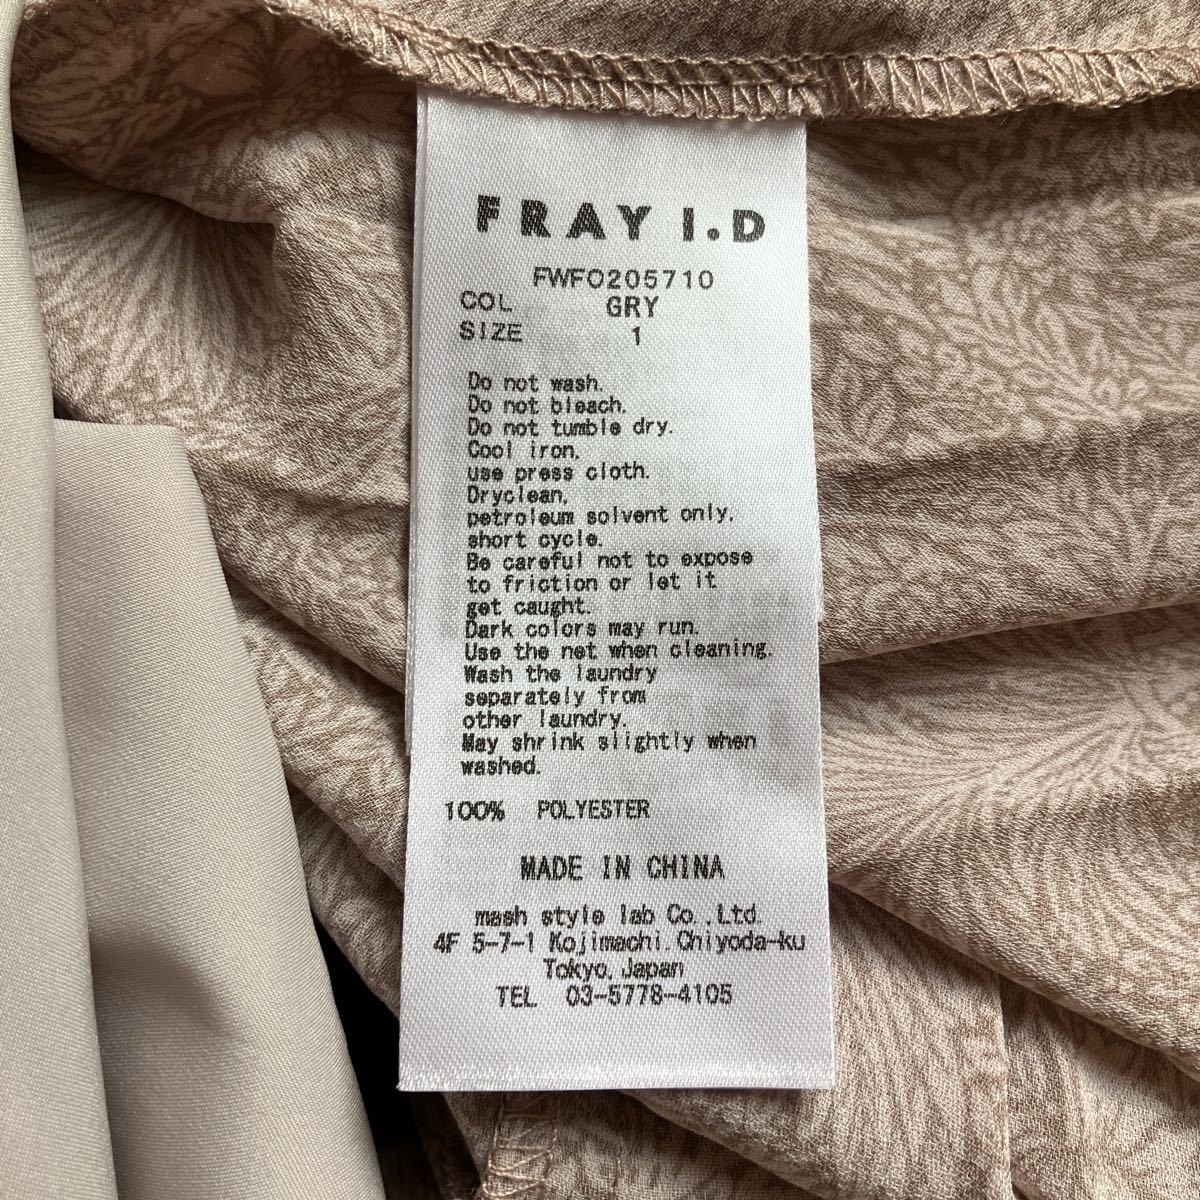 FRAY I.D
FWFO205710
COL GRY
SIZE 1
Do not wash.
Do not bleach.
Do not tumble dry.
Cool iron,
use press cloth.
Dryclean,
petroleum solvent only,
short cycle.
Be careful not to expose
to friction or let it
get caught.
Dark colors may run.
Use the net when cleaning.
Wash the laundry
separately from
other laundry.
May shrink slightly when
washed.
100% POLYESTER
MADE IN CHINA
mash style lab Co.,Ltd.
4F 5-7-1 Kojimachi.Chiyoda-ku
Tokyo,Japan
TEL 03-5778-4105